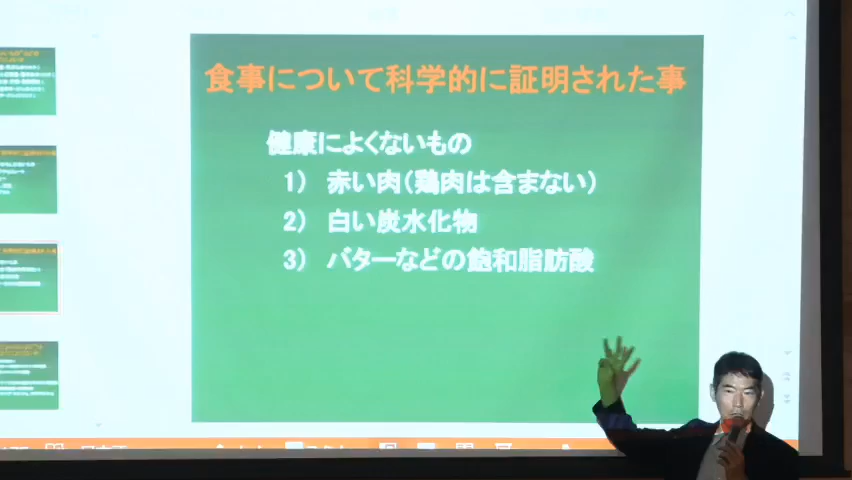 食事について科学的に証明された事
健康によくないもの
1) 赤い肉(鶏肉は含まない)
2) 白い炭水化物
3) バターなどの飽和脂肪酸